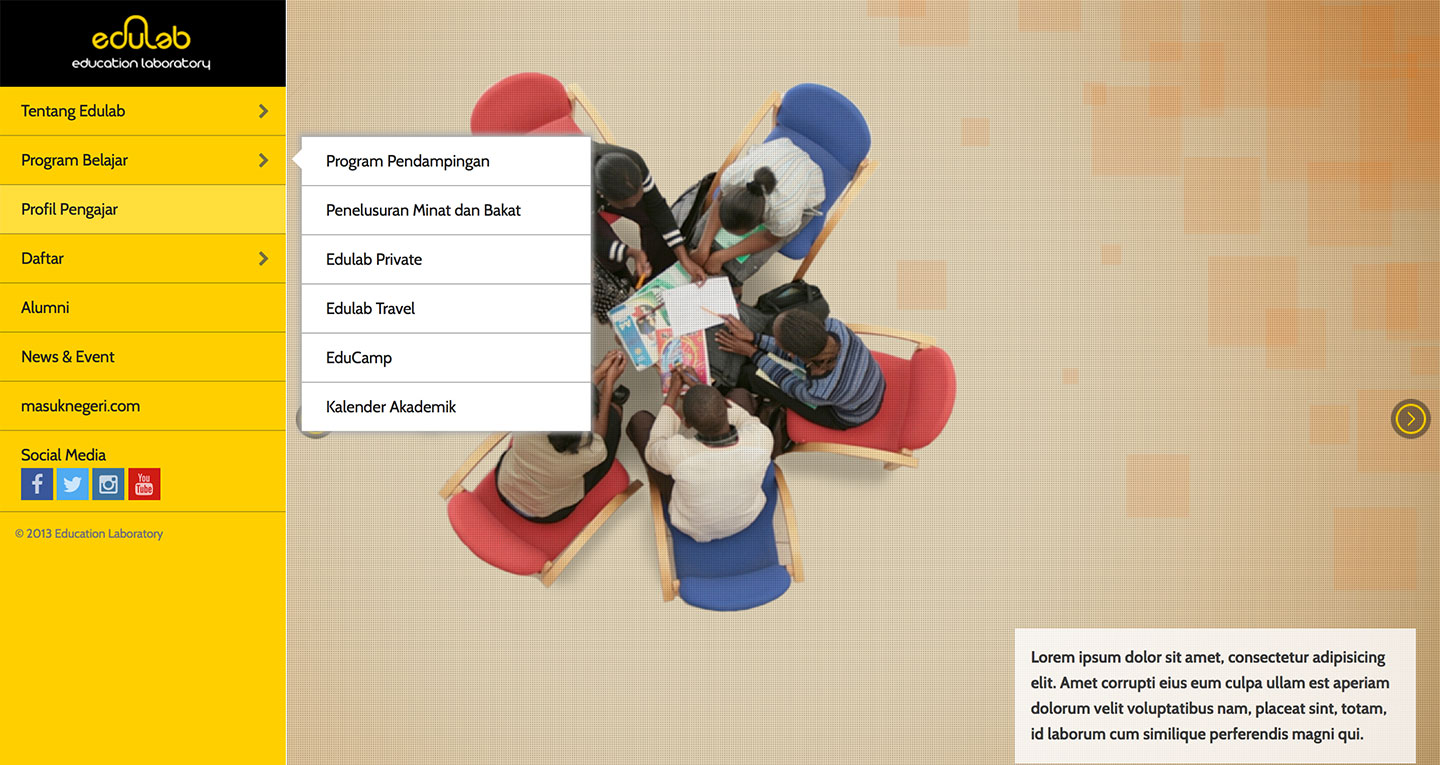 edulab
education laboratory
Tentang Edulab
Program Belajar
Profil Pengajar
Daftar
Alumni
News & Event
masuknegeri.com
Social Media
f
You
Tube
© 2013 Education Laboratory
Program Pendampingan
Penelusuran Minat dan Bakat
Edulab Private
Edulab Travel
EduCamp
Kalender Akademik
Lorem ipsum dolor sit amet, consectetur adipisicing
elit. Amet corrupti eius eum culpa ullam est aperiam
dolorum velit voluptatibus nam, placeat sint, totam,
id laborum cum similique perferendis magni qui.